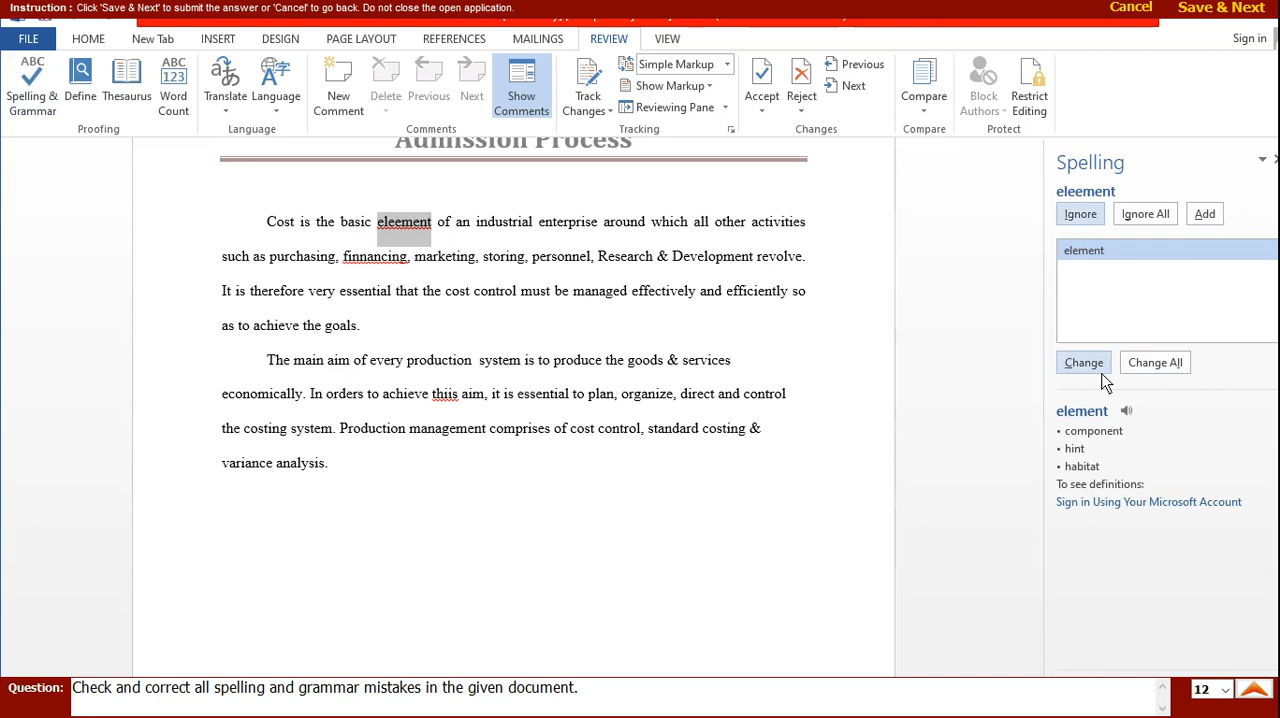 Instruction : Click 'Save & Next' to submit the answer or 'Cancel' to go back. Do not close the open application.
Cancel Save & Next
FILE HOME New Tab INSERT DESIGN PAGE LAYOUT REFERENCES MAILINGS REVIEW VIEW Sign in
Spelling & Grammar
Define
Thesaurus
Word Count
Proofing
Translate
Language
Language
New Comment
Delete
Previous
Next
Show Comments
Comments
Track Changes
Simple Markup
Show Markup
Reviewing Pane
Tracking
Accept
Reject
Previous
Next
Changes
Compare
Compare
Block Authors
Restrict Editing
Protect
Admission Process
Cost is the basic eleement of an industrial enterprise around which all other activities
such as purchasing, finnancing, marketing, storing, personnel, Research & Development revolve.
It is therefore very essential that the cost control must be managed effectively and efficiently so
as to achieve the goals.
The main aim of every production system is to produce the goods & services
economically. In orders to achieve thiis aim, it is essential to plan, organize, direct and control
the costing system. Production management comprises of cost control, standard costing &
variance analysis.
Spelling
eleement
Ignore Ignore All Add
element
Change Change All
element
• component
• hint
• habitat
To see definitions:
Sign in Using Your Microsoft Account
Question: Check and correct all spelling and grammar mistakes in the given document.
12